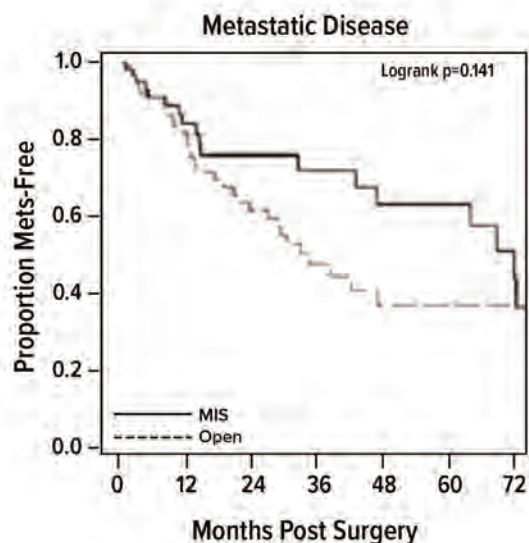 Metastatic Disease
Logrank p=0.141
Proportion Mets-Free
1.0
0.8
0.6
0.4
0.2
0.0
MIS
Open
0 12 24 36 48 60 72
Months Post Surgery